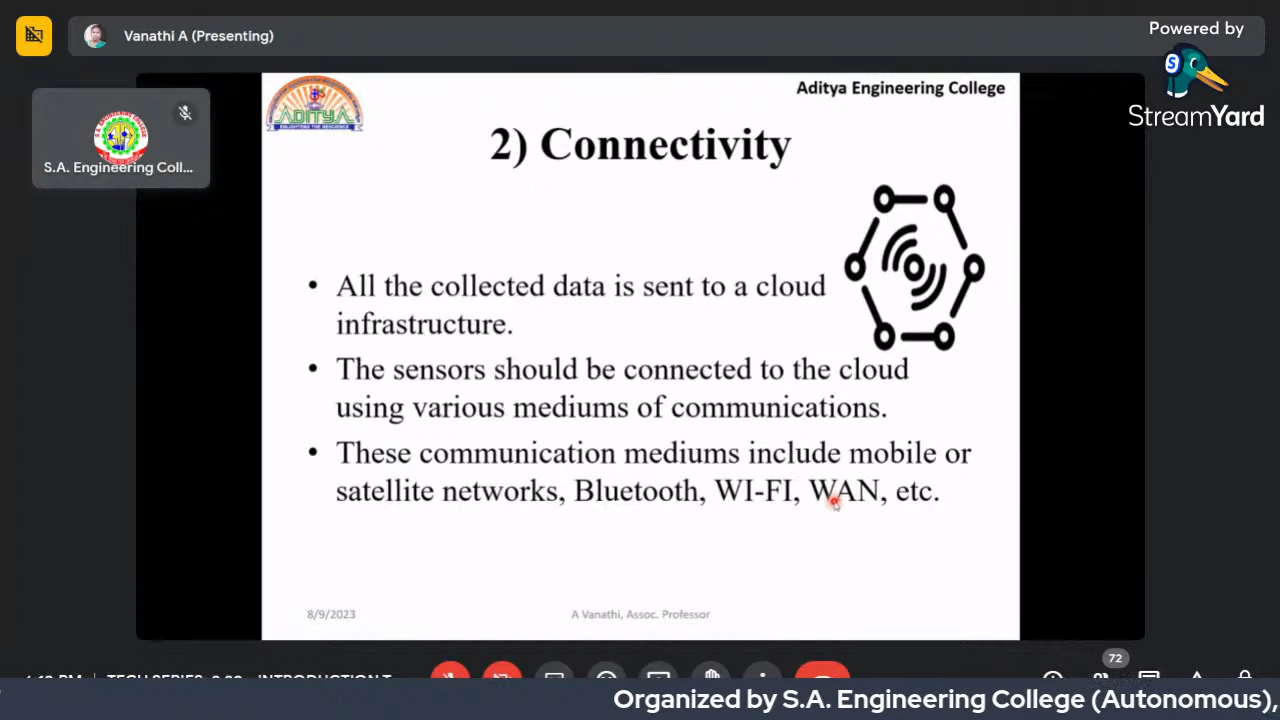 Vanathi A (Presenting)
Powered by
StreamYard
S.A. Engineering Coll...
ADITYA
Aditya Engineering College
2) Connectivity
• All the collected data is sent to a cloud
infrastructure.
• The sensors should be connected to the cloud
using various mediums of communications.
• These communication mediums include mobile or
satellite networks, Bluetooth, WI-FI, WAN, etc.
8/9/2023
A Vanathi, Assoc. Professor
72
Organized by S.A. Engineering College (Autonomous),